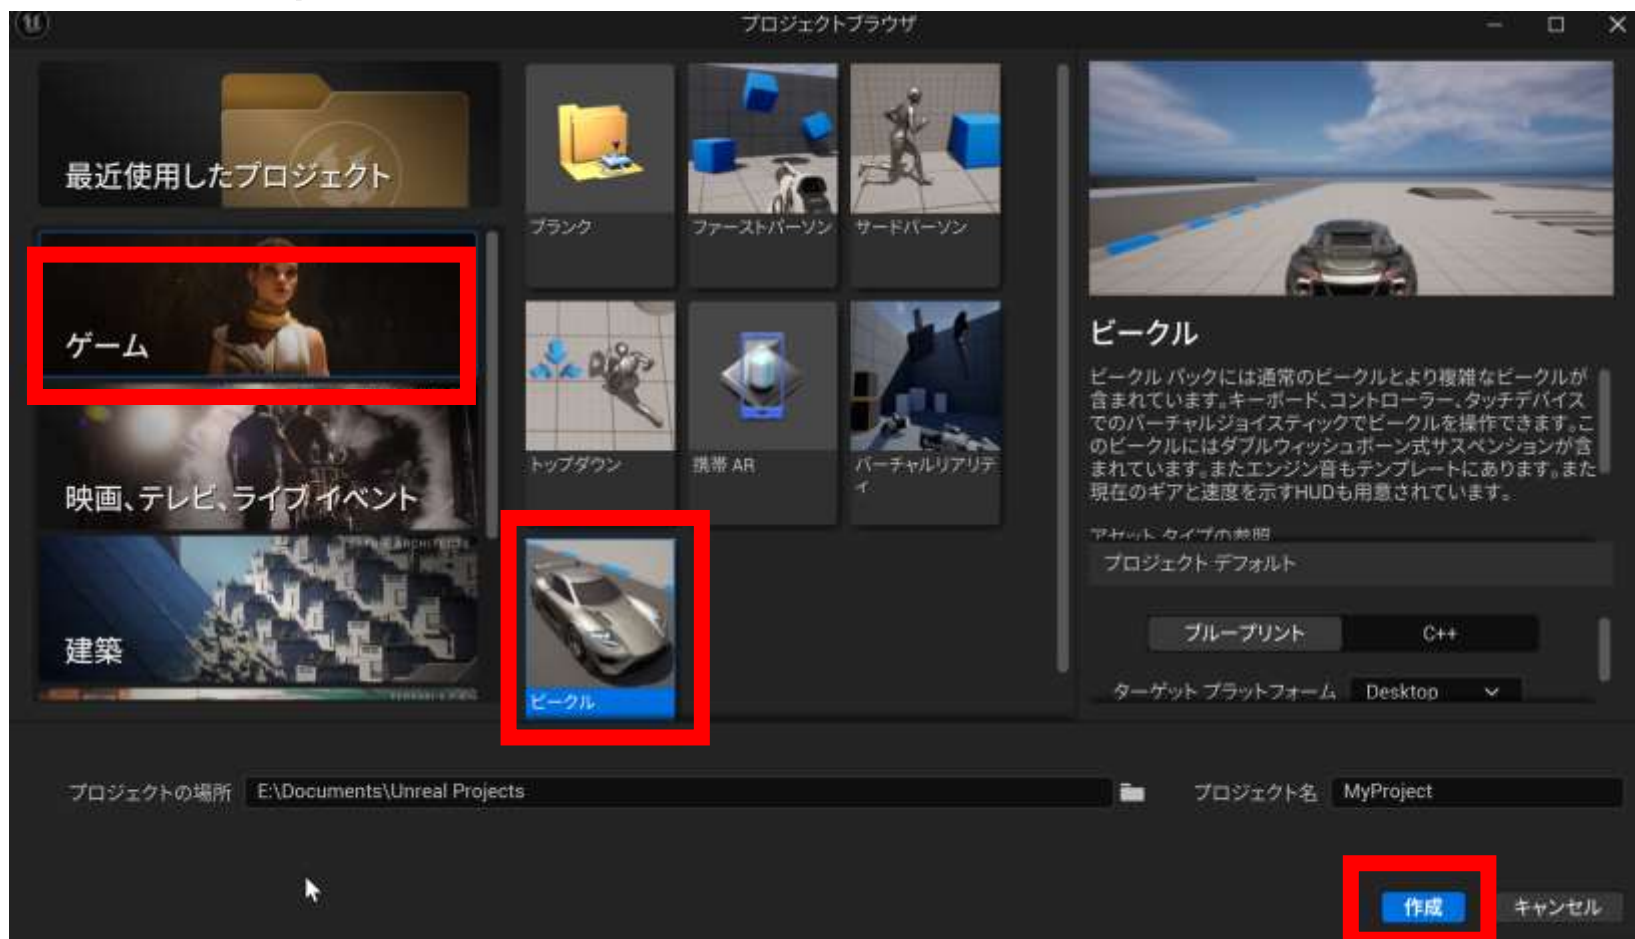 プロジェクトブラウザ
最近使用したプロジェクト
ゲーム
映画、テレビ、ライブ イベント
建築
ブランク
ファーストパーソン
サードパーソン
トップダウン
携帯 AR
バーチャルリアリテ
ィ
ビークル
ビークル
ビークル パックには通常のビークルとより複雑なビークルが
含まれています。キーボード、コントローラー、タッチデバイス
でのバーチャルジョイスティックでビークルを操作できます。こ
のビークルにはダブルウィッシュボーン式サスペンションが含
まれています。またエンジン音もテンプレートにあります。また
現在のギアと速度を示すHUDも用意されています。
アセット タイプの参照
プロジェクト デフォルト
ブループリント
C++
ターゲット プラットフォーム
Desktop
プロジェクトの場所
E:\Documents\Unreal Projects
プロジェクト名
MyProject
作成
キャンセル